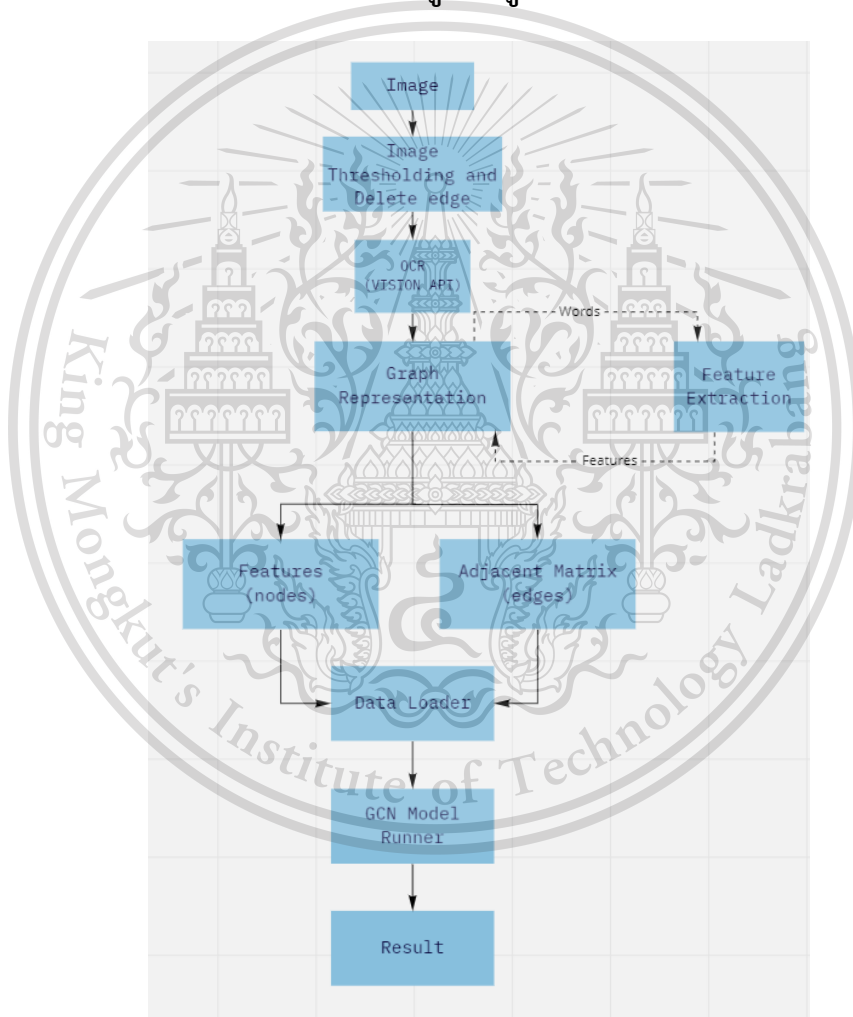 Image
Image
Thresholding and
Delete edge
OCR
(VISION API)
Words
Graph
Representation
Feature
Extraction
Features
Features
(nodes)
Adjacent Matrix
(edges)
Data Loader
GCN Model
Runner
Result
King Mongkut's Institute of Technology Ladkrabang